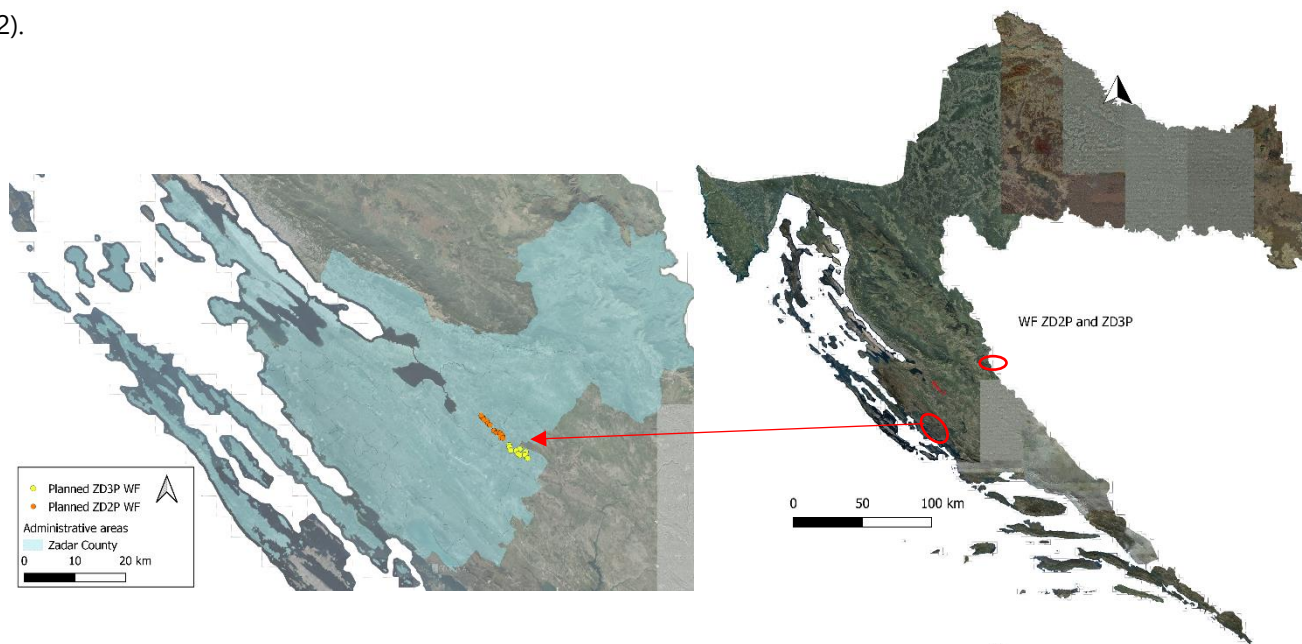 2).
WF ZD2P and ZD3P
Planned ZD3P WF
Planned ZD2P WF
Administrative areas
Zadar County
0 10 20 km
0 50 100 km